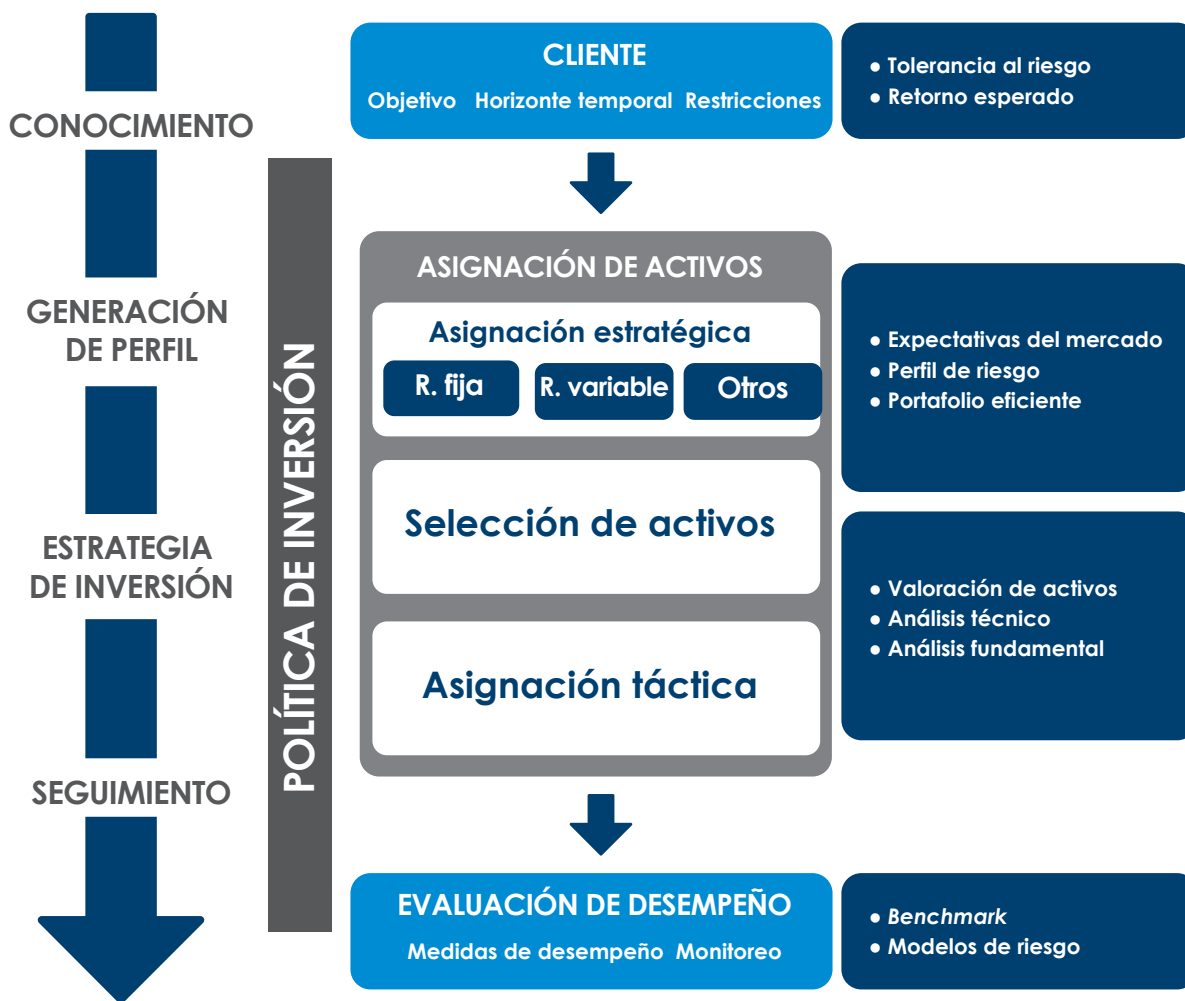 CONOCIMIENTO
GENERACIÓN
DE PERFIL
ESTRATEGIA
DE INVERSIÓN
SEGUIMIENTO
POLÍTICA DE INVERSIÓN
CLIENTE
Objetivo Horizonte temporal Restricciones
● Tolerancia al riesgo
● Retorno esperado
ASIGNACIÓN DE ACTIVOS
Asignación estratégica
R. fija R. variable Otros
● Expectativas del mercado
● Perfil de riesgo
● Portafolio eficiente
Selección de activos
Asignación táctica
● Valoración de activos
● Análisis técnico
● Análisis fundamental
EVALUACIÓN DE DESEMPEÑO
Medidas de desempeño Monitoreo
● Benchmark
● Modelos de riesgo